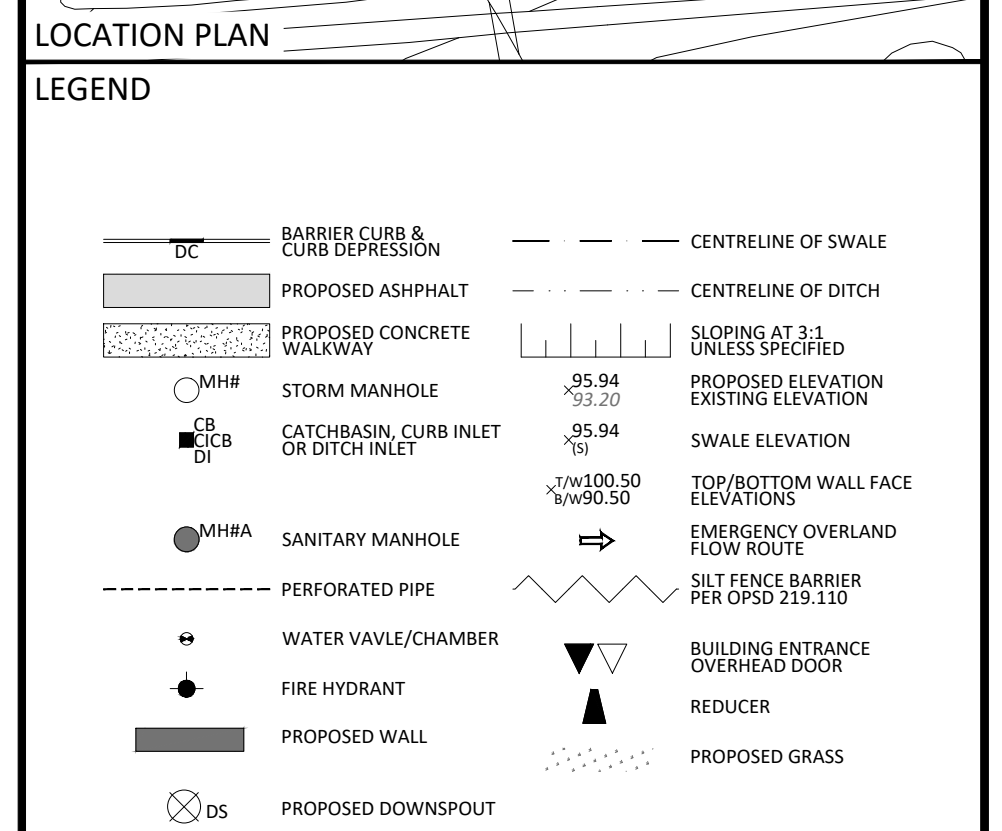 LOCATION PLAN
LEGEND
DC
BARRIER CURB &
CURB DEPRESSION
PROPOSED ASHPHALT
PROPOSED CONCRETE
WALKWAY
MH#
STORM MANHOLE
CB
CICB
DI
CATCHBASIN, CURB INLET
OR DITCH INLET
MH#A
SANITARY MANHOLE
PERFORATED PIPE
WATER VAVLE/CHAMBER
FIRE HYDRANT
PROPOSED WALL
DS
PROPOSED DOWNSPOUT
CENTRELINE OF SWALE
CENTRELINE OF DITCH
SLOPING AT 3:1
UNLESS SPECIFIED
95.94
93.20
PROPOSED ELEVATION
EXISTING ELEVATION
95.94
(S)
SWALE ELEVATION
T/W100.50
B/W90.50
TOP/BOTTOM WALL FACE
ELEVATIONS
EMERGENCY OVERLAND
FLOW ROUTE
SILT FENCE BARRIER
PER OPSD 219.110
BUILDING ENTRANCE
OVERHEAD DOOR
REDUCER
PROPOSED GRASS